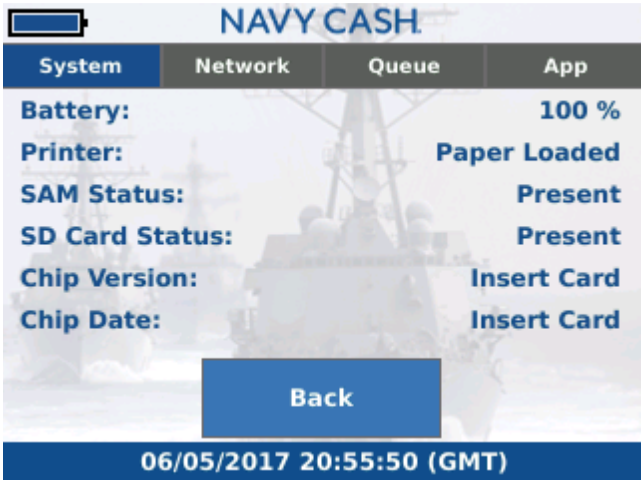 NAVY CASH.
System Network Queue App
Battery: 100 %
Printer: Paper Loaded
SAM Status: Present
SD Card Status: Present
Chip Version: Insert Card
Chip Date: Insert Card
Back
06/05/2017 20:55:50 (GMT)